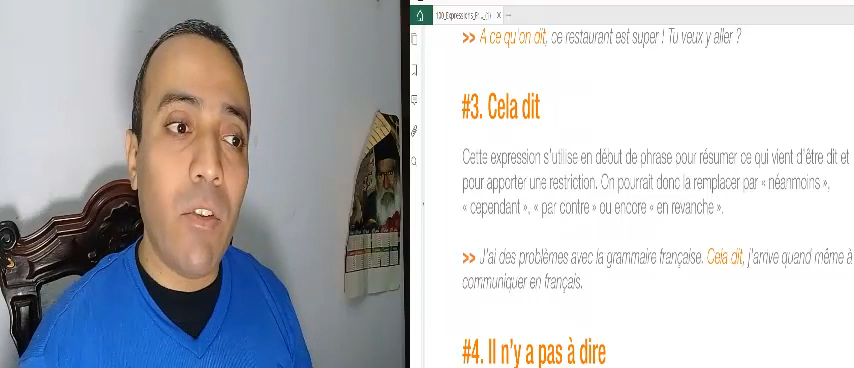 100_Expressions_P(...)
>> A ce qu'on dit, ce restaurant est super ! Tu veux y aller ?
#3. Cela dit
Cette expression s'utilise en début de phrase pour résumer ce qui vient d'être dit et
pour apporter une restriction. On pourrait donc la remplacer par « néanmoins »,
« cependant », « par contre » ou encore « en revanche ».
>> J'ai des problèmes avec la grammaire française. Cela dit, j'arrive quand même à
communiquer en français.
#4. Il n'y a pas à dire